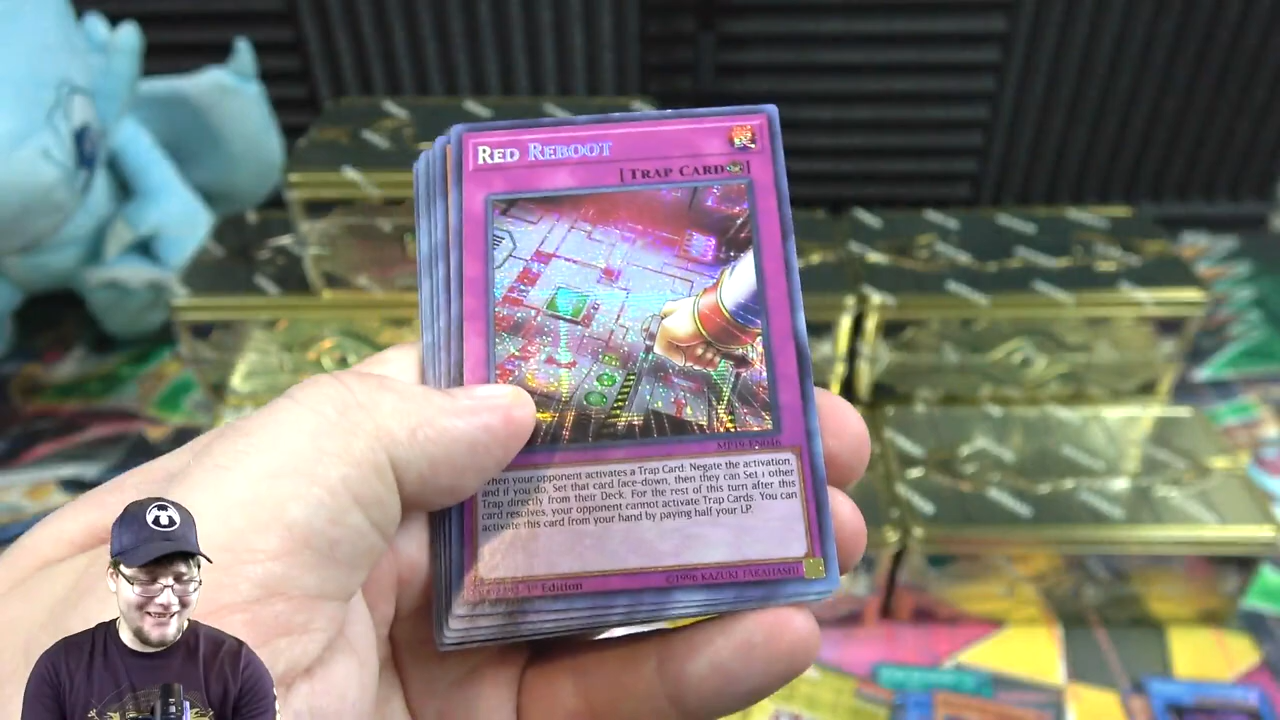 RED REBOOT
[TRAP CARD]
MP19-EN046
When your opponent activates a Trap Card: Negate the activation,
and if you do, Set that card face-down, then they can Set 1 other
Trap directly from their Deck. For the rest of this turn after this
card resolves, your opponent cannot activate Trap Cards. You can
activate this card from your hand by paying half your LP.
1st Edition
©1996 KAZUKI TAKAHASHI